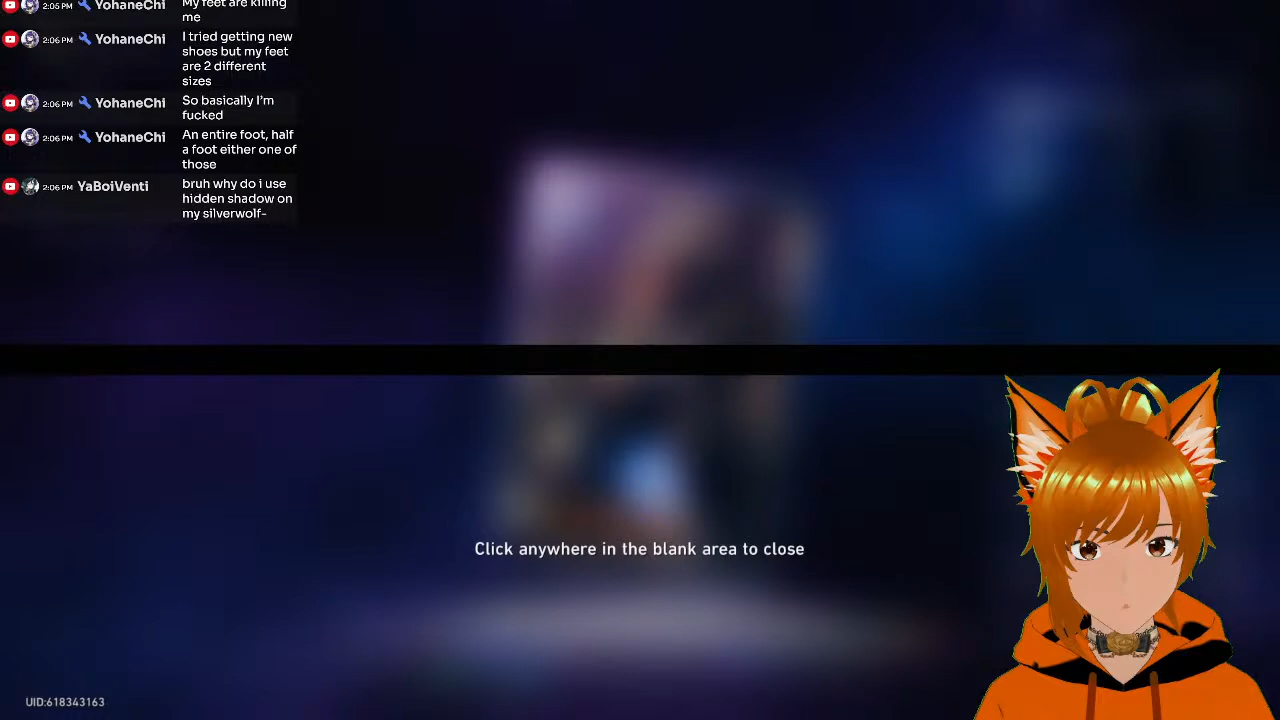 2:05 PM YohaneChi My feet are killing
me
2:06 PM YohaneChi I tried getting new
shoes but my feet
are 2 different
sizes
2:06 PM YohaneChi So basically I'm
fucked
2:06 PM YohaneChi An entire foot, half
a foot either one of
those
2:06 PM YaBoiVenti bruh why do i use
hidden shadow on
my silverwolf-
Click anywhere in the blank area to close
UID:618343163